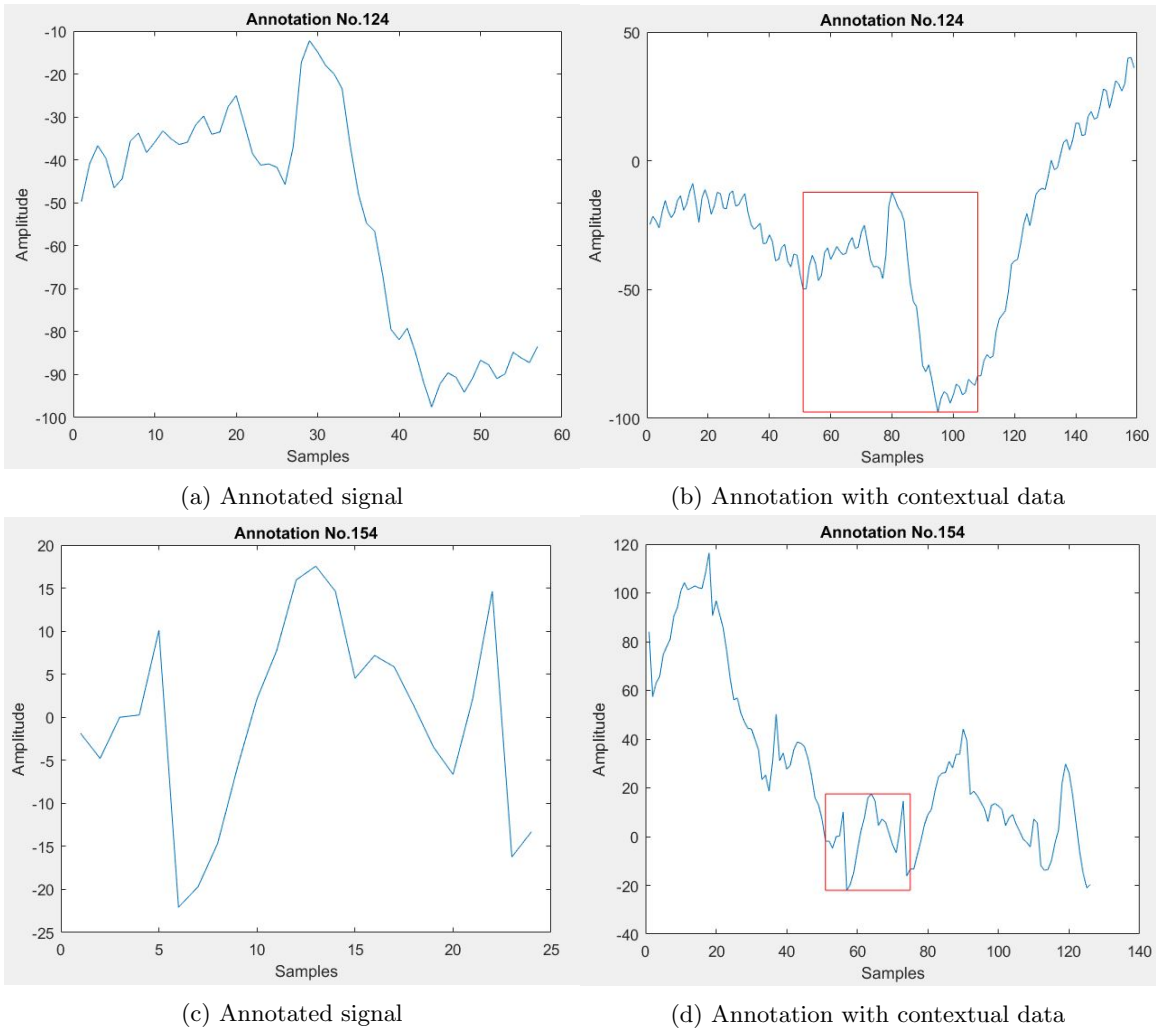 Annotation No.124
-10
-20
-30
-40
-50
-60
-70
-80
-90
-100
Amplitude
0 10 20 30 40 50 60
Samples
(a) Annotated signal
Annotation No.124
50
0
-50
-100
Amplitude
0 20 40 60 80 100 120 140 160
Samples
(b) Annotation with contextual data
Annotation No.154
20
15
10
5
0
-5
-10
-15
-20
-25
Amplitude
0 5 10 15 20 25
Samples
(c) Annotated signal
Annotation No.154
120
100
80
60
40
20
0
-20
-40
Amplitude
0 20 40 60 80 100 120 140
Samples
(d) Annotation with contextual data